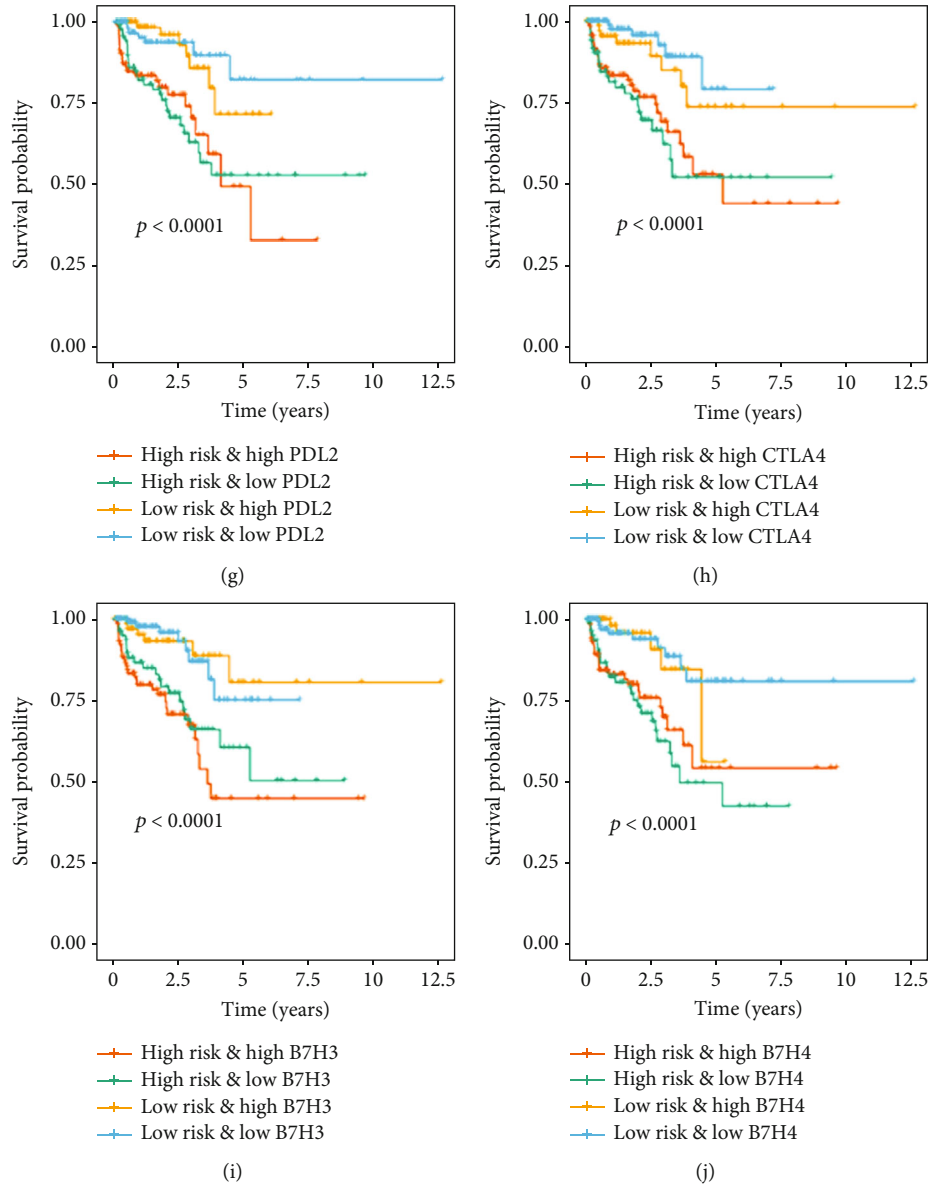 1.00
0.75
0.50
0.25
0.00
Survival probability
p < 0.0001
0 2.5 5 7.5 10 12.5
Time (years)
High risk & high PDL2
High risk & low PDL2
Low risk & high PDL2
Low risk & low PDL2
(g)
1.00
0.75
0.50
0.25
0.00
Survival probability
p < 0.0001
0 2.5 5 7.5 10 12.5
Time (years)
High risk & high CTLA4
High risk & low CTLA4
Low risk & high CTLA4
Low risk & low CTLA4
(h)
1.00
0.75
0.50
0.25
0.00
Survival probability
p < 0.0001
0 2.5 5 7.5 10 12.5
Time (years)
High risk & high B7H3
High risk & low B7H3
Low risk & high B7H3
Low risk & low B7H3
(i)
1.00
0.75
0.50
0.25
0.00
Survival probability
p < 0.0001
0 2.5 5 7.5 10 12.5
Time (years)
High risk & high B7H4
High risk & low B7H4
Low risk & high B7H4
Low risk & low B7H4
(j)